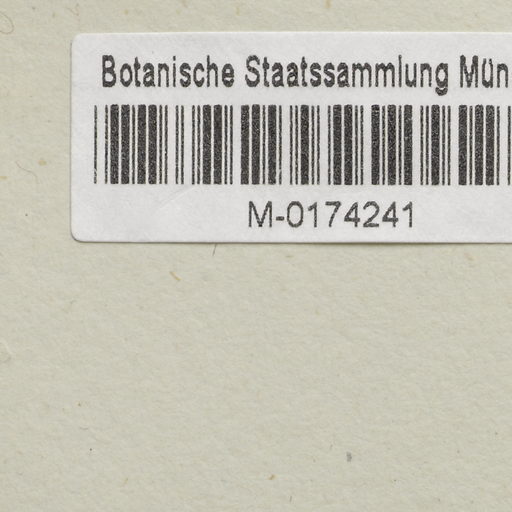 Botanische Staatssammlung Mün
M-0174241